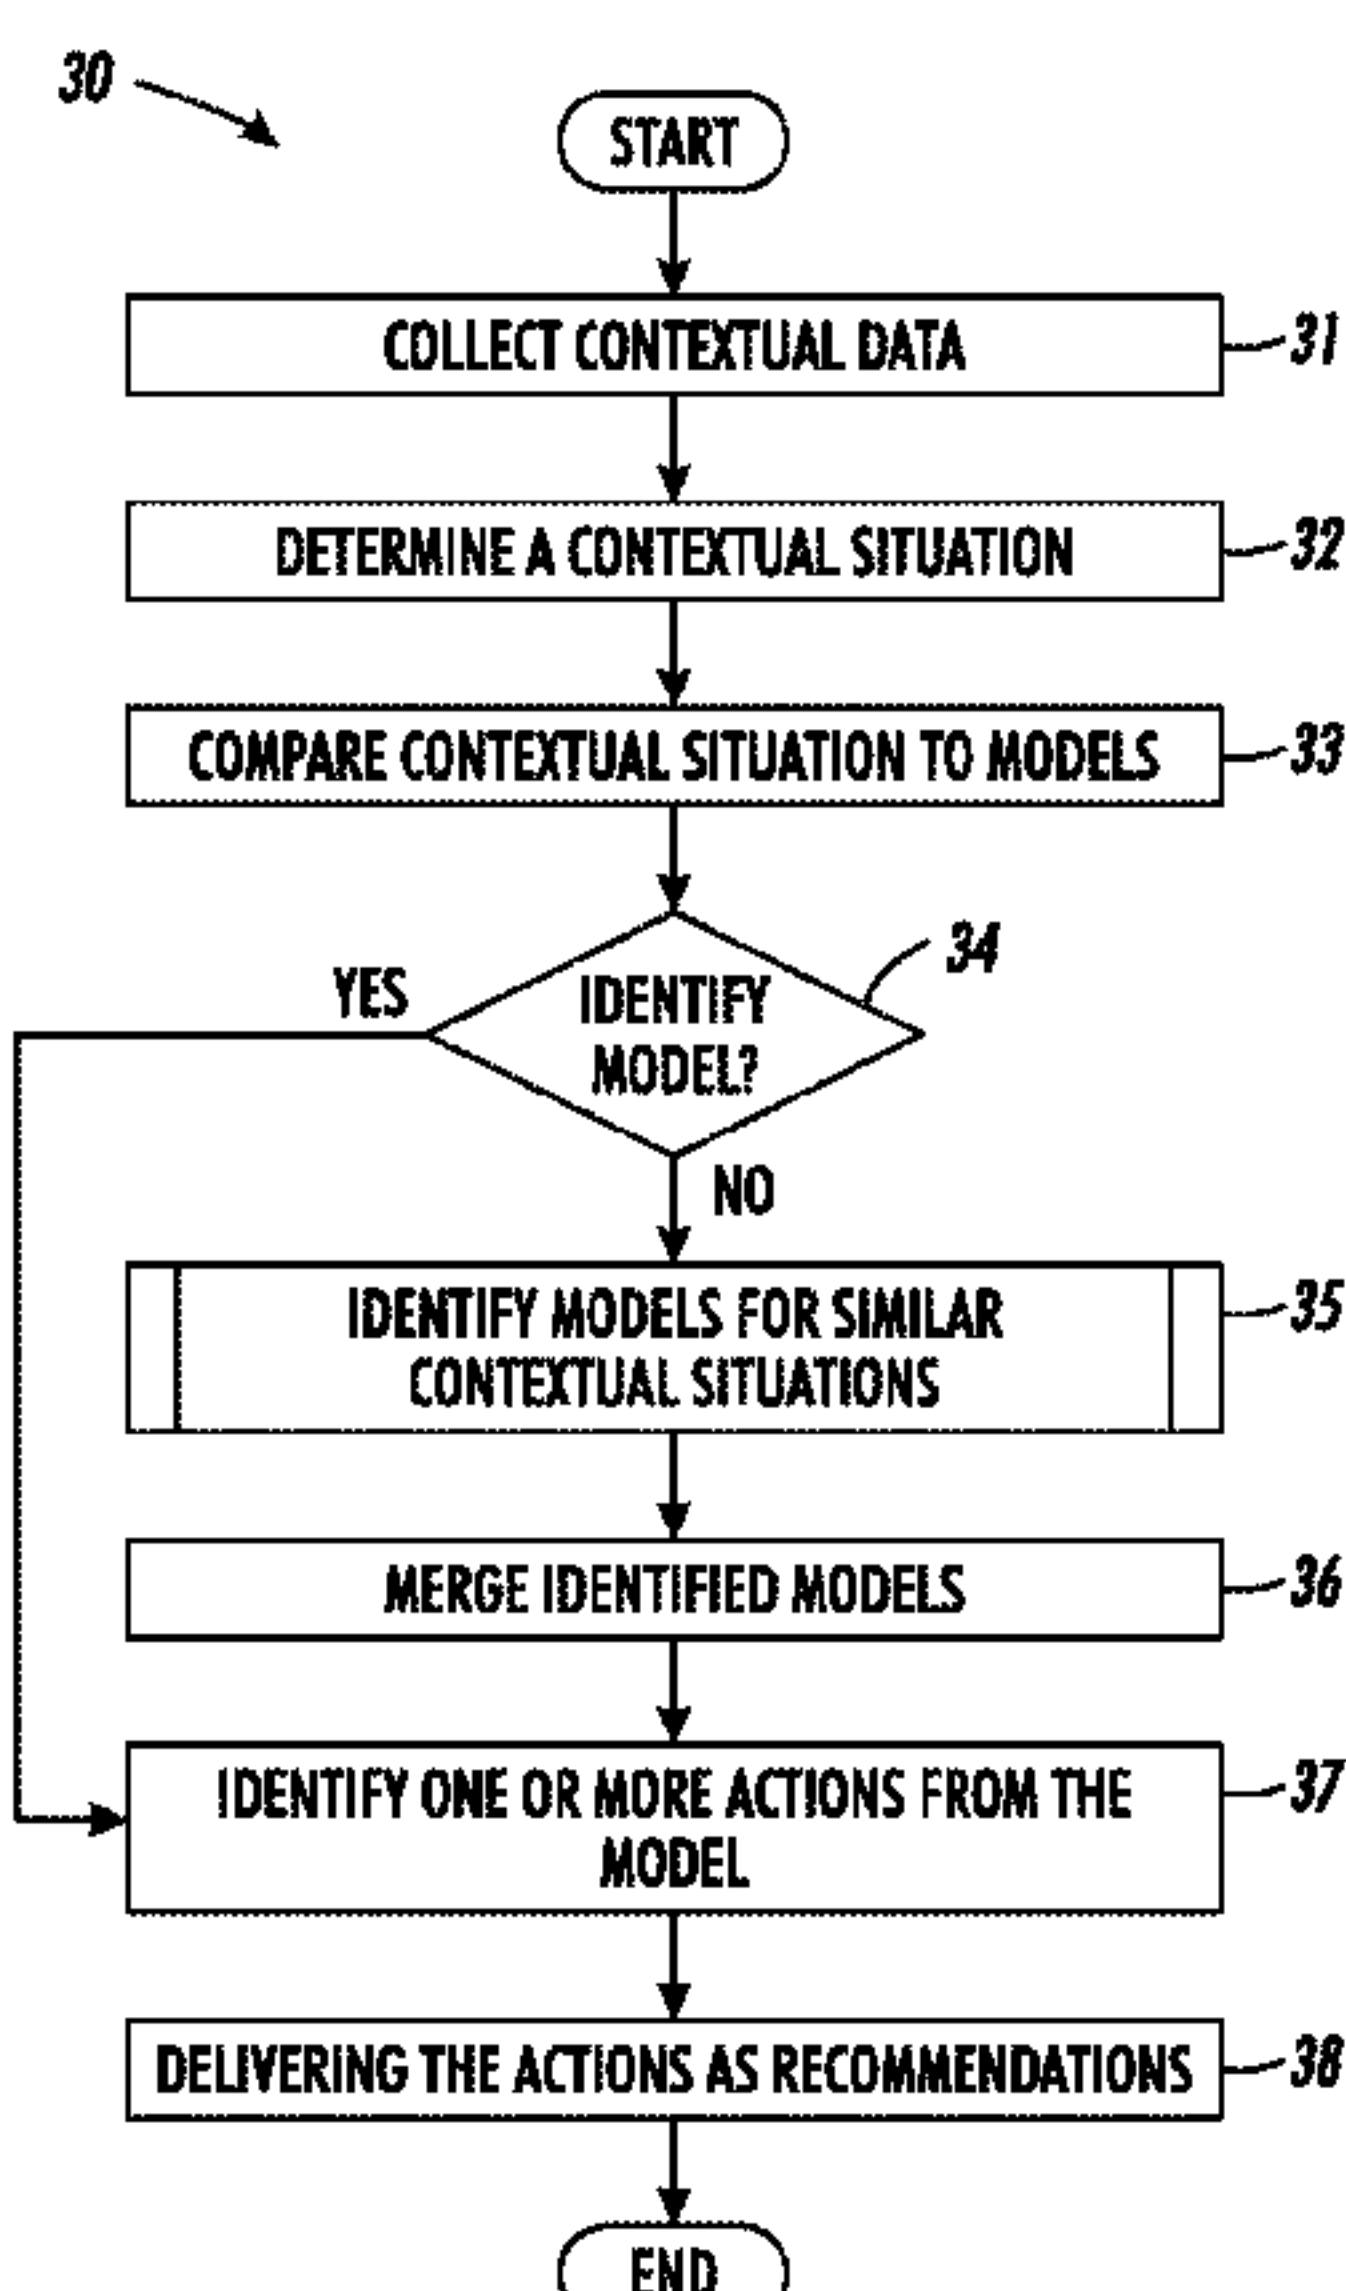 30
START
COLLECT CONTEXTUAL DATA
31
DETERMINE A CONTEXTUAL SITUATION
32
COMPARE CONTEXTUAL SITUATION TO MODELS
33
34
YES
IDENTIFY
MODEL?
NO
IDENTIFY MODELS FOR SIMILAR
CONTEXTUAL SITUATIONS
35
MERGE IDENTIFIED MODELS
36
IDENTIFY ONE OR MORE ACTIONS FROM THE
MODEL
37
DELIVERING THE ACTIONS AS RECOMMENDATIONS
38
END